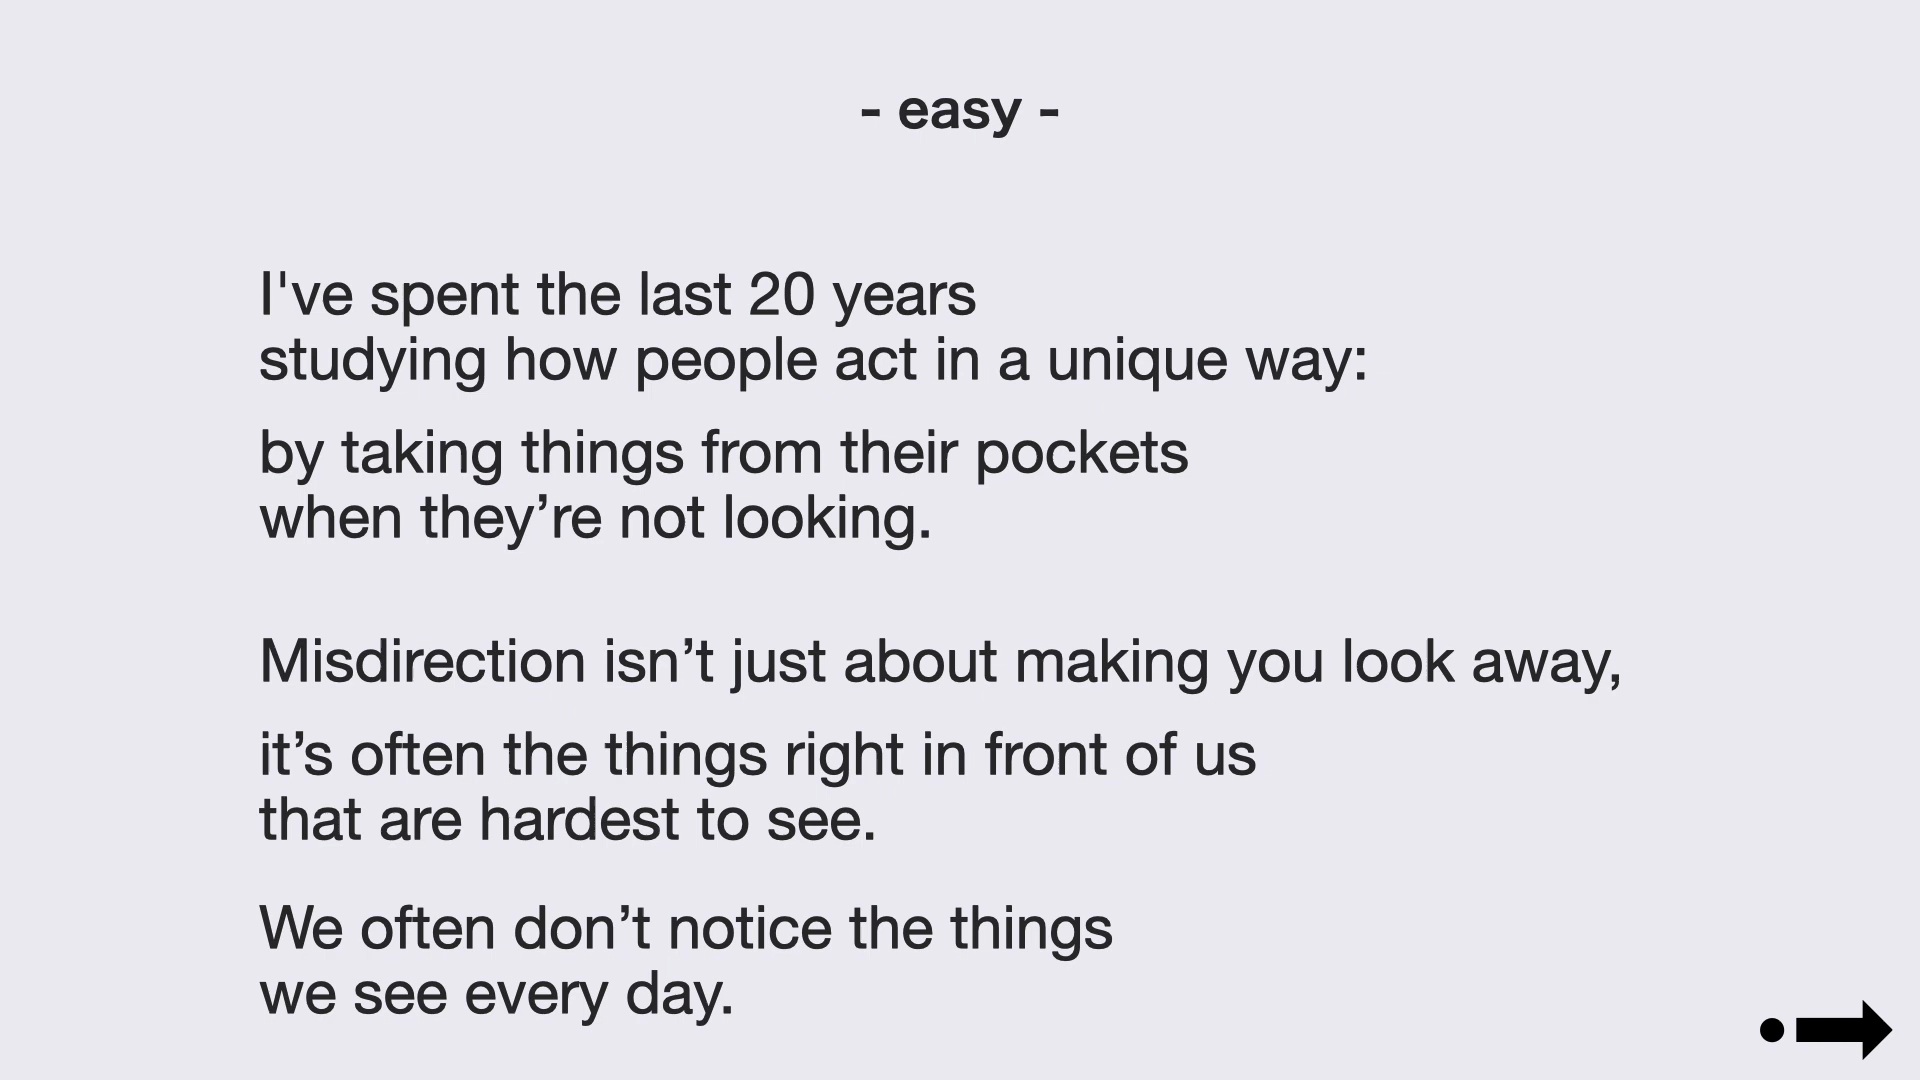 - easy -
I've spent the last 20 years
studying how people act in a unique way:
by taking things from their pockets
when they’re not looking.
Misdirection isn’t just about making you look away,
it’s often the things right in front of us
that are hardest to see.
We often don’t notice the things
we see every day.